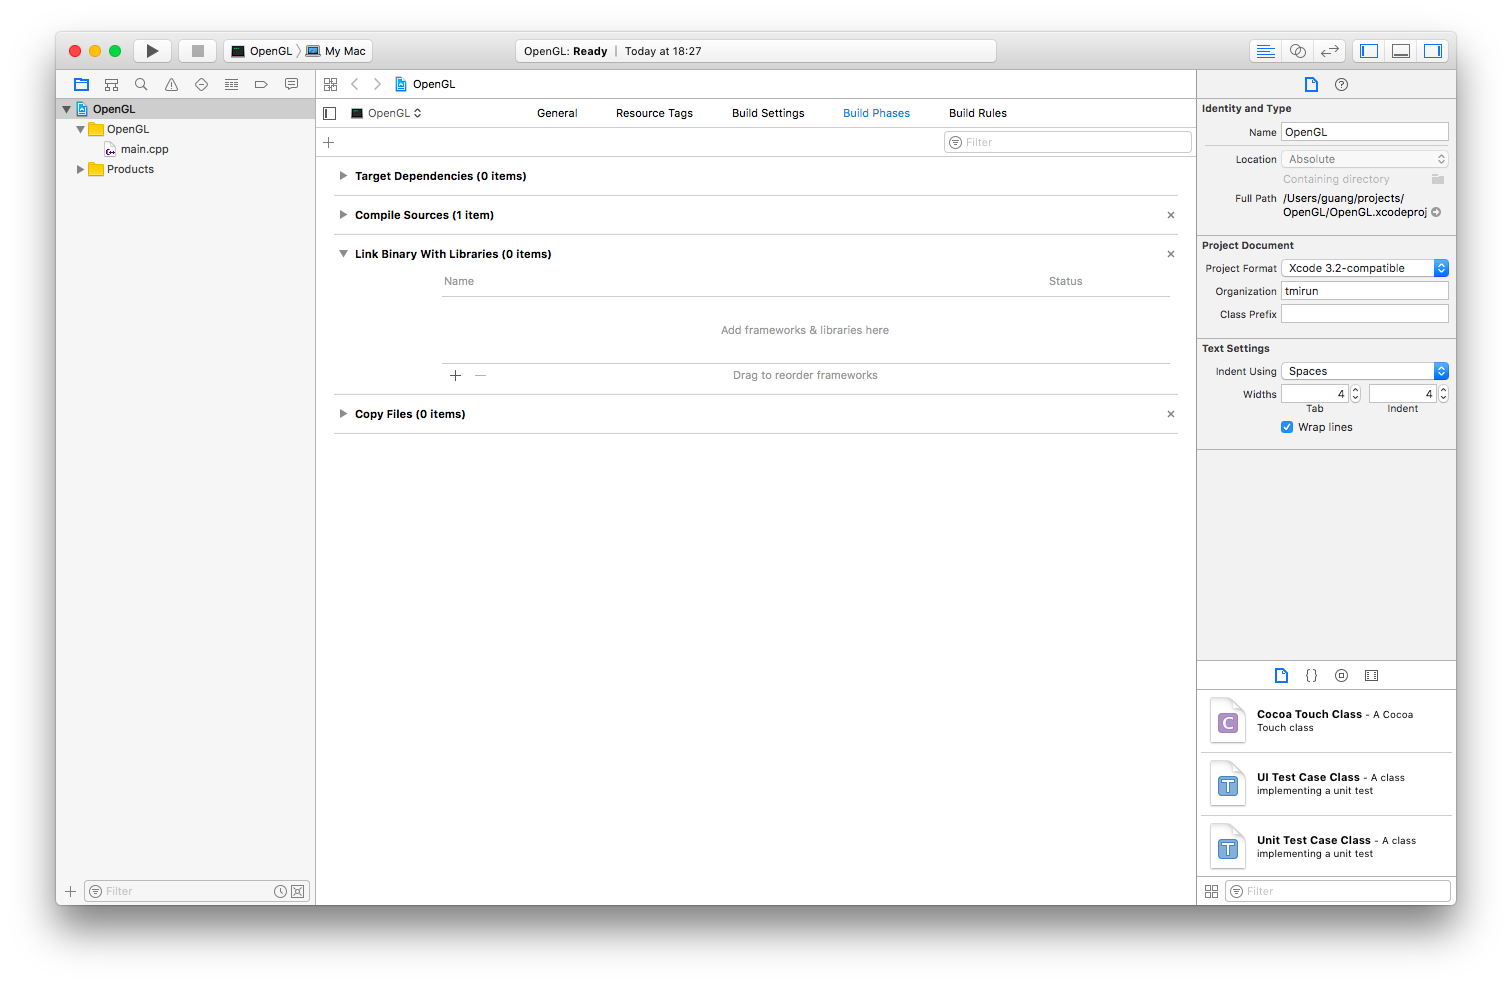 OpenGL My Mac
OpenGL: Ready | Today at 18:27
OpenGL
OpenGL
main.cpp
Products
Filter
OpenGL
OpenGL General Resource Tags Build Settings Build Phases Build Rules
Filter
Target Dependencies (0 items)
Compile Sources (1 item)
Link Binary With Libraries (0 items)
Name Status
Add frameworks & libraries here
Drag to reorder frameworks
Copy Files (0 items)
Identity and Type
Name OpenGL
Location Absolute
Containing directory
Full Path /Users/guang/projects/
OpenGL/OpenGL.xcodeproj
Project Document
Project Format Xcode 3.2-compatible
Organization tmirun
Class Prefix
Text Settings
Indent Using Spaces
Widths 4 4
Tab Indent
Wrap lines
{ }
C
Cocoa Touch Class - A Cocoa
Touch class
T
UI Test Case Class - A class
implementing a unit test
T
Unit Test Case Class - A class
implementing a unit test
Filter